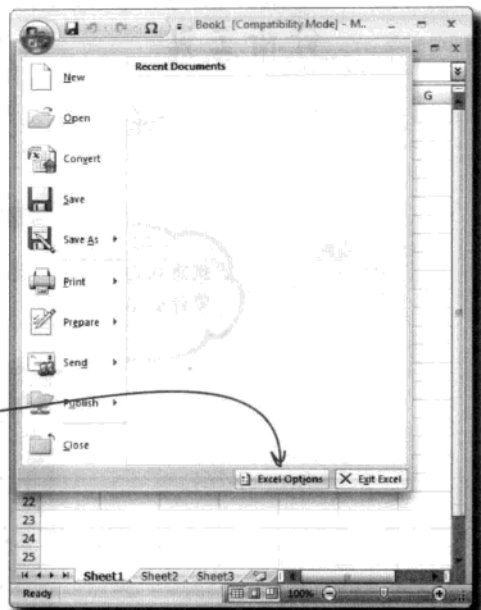 Book1 [Compatibility Mode] - M..
New
Recent Documents
Open
Convert
Save
Save As
Print
Prepare
Send
Publish
Close
Excel Options
Exit Excel
G
22
23
24
25
Sheet1
Sheet2
Sheet3
Ready
100%